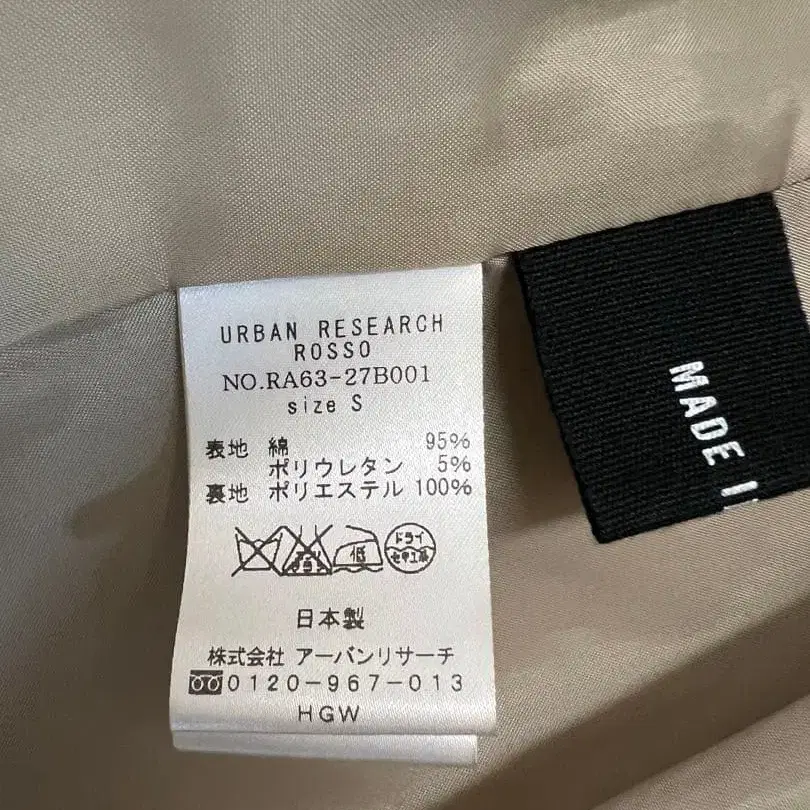 URBAN RESEARCH
ROSSO
NO.RA63-27B001
size S
表地 綿 95%
ポリウレタン 5%
裏地 ポリエステル 100%
低
ドライ
セキユ系
日本製
株式会社 アーバンリサーチ
0120-967-013
HGW
MADE I